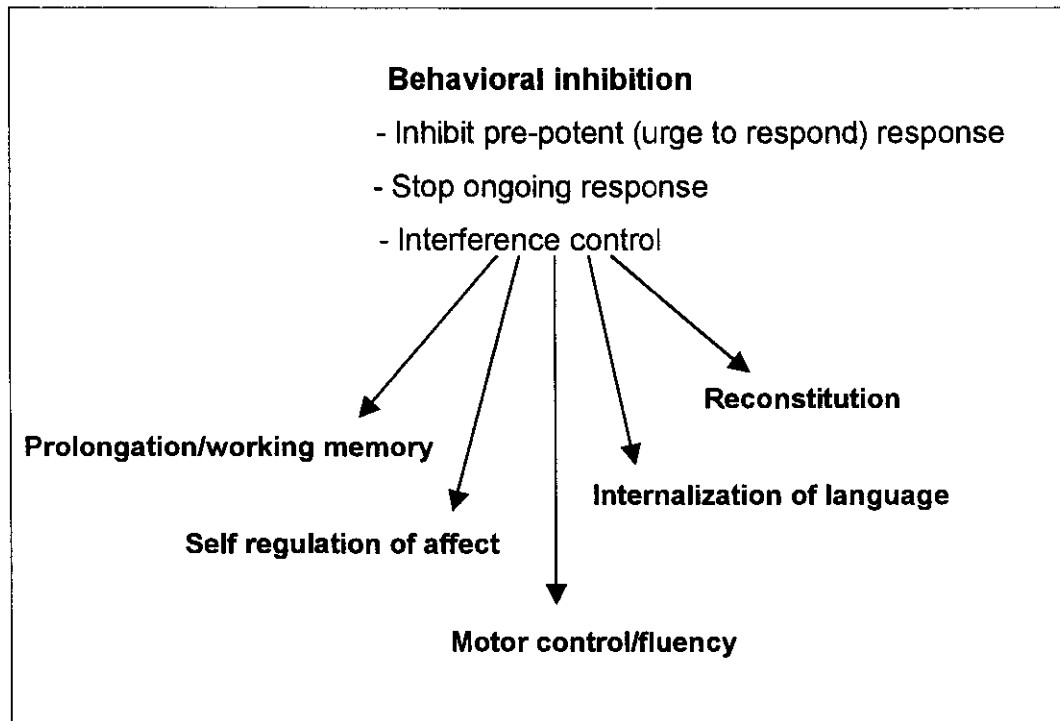 Behavioral inhibition
- Inhibit pre-potent (urge to respond) response
- Stop ongoing response
- Interference control
Reconstitution
Prolongation/working memory
Internalization of language
Self regulation of affect
Motor control/fluency